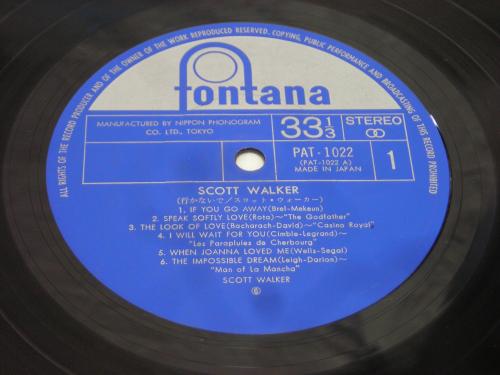 ALL RIGHTS OF THE RECORD PRODUCER AND OF THE OWNER OF THE WORK REPRODUCED RESERVED. COPYING, PUBLIC PERFORMANCE AND BROADCASTING OF THIS RECORD PROHIBITED
fontana
MANUFACTURED BY NIPPON PHONOGRAM CO. LTD., TOKYO
33 1/3
STEREO
PAT-1022
(PAT-1022 A)
MADE IN JAPAN
1
SCOTT WALKER
(行かないで/スコット・ウォーカー)
1. IF YOU GO AWAY(Brel-Mekeun)
2. SPEAK SOFTLY LOVE(Rota)〜"The Godfather"
3. THE LOOK OF LOVE(Bacharach-David)〜"Casino Royal"
4. I WILL WAIT FOR YOU(Cimble-Legrand)〜
"Les Parapluies de Cherbourg"
5. WHEN JOANNA LOVED ME(Wells-Segal)
6. THE IMPOSSIBLE DREAM(Leigh-Darion)〜
"Man of La Mancha"
SCOTT WALKER